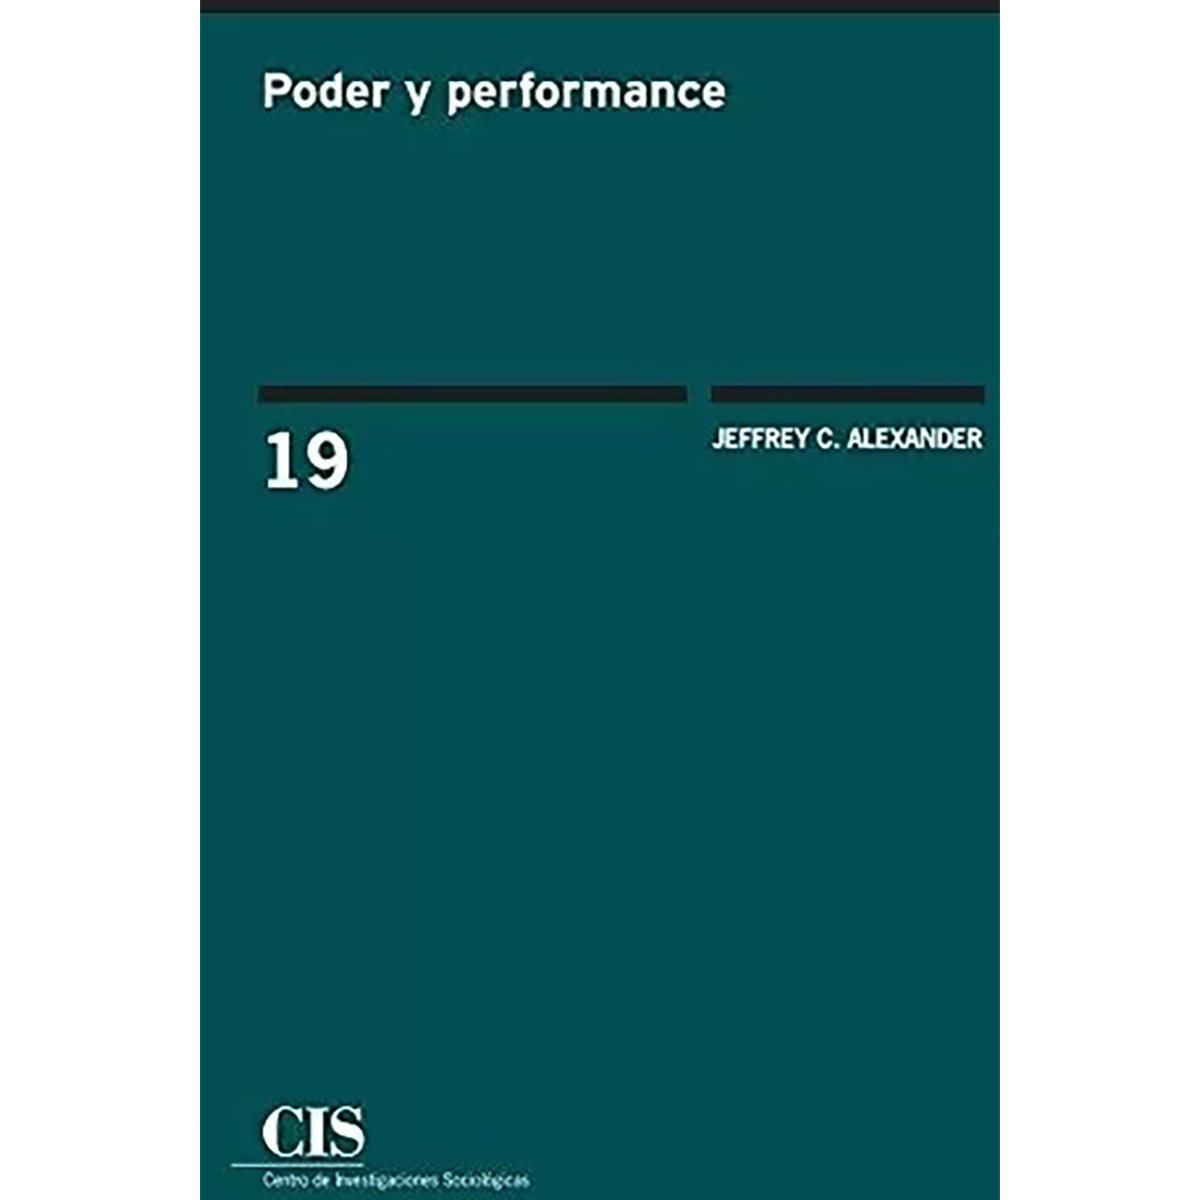 Poder y performance
19
JEFFREY C. ALEXANDER
CIS
Centro de Investigaciones Sociológicas